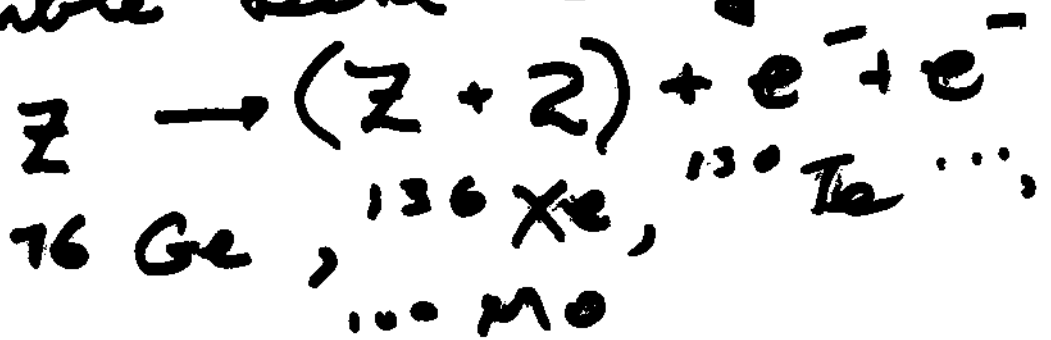 Z → (Z + 2) + e⁻ + e⁻
76 Ge , ¹³⁶ Xe , ¹³⁰ Te ... ,
¹⁰⁰ Mo